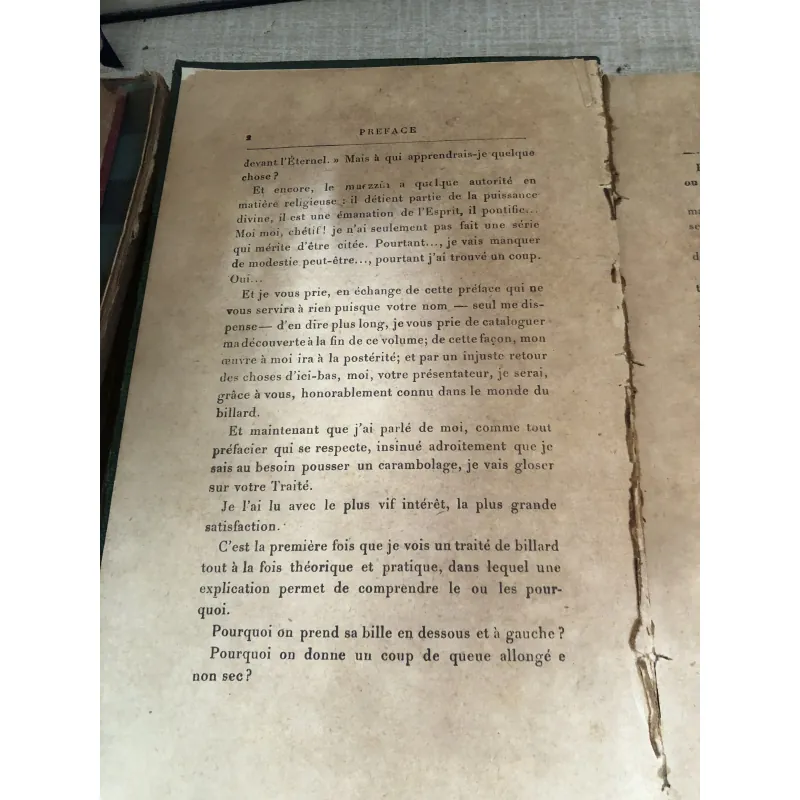 2 PREFACE
devant l'Éternel. » Mais à qui apprendrais-je quelque
chose ?
Et encore, le muezzin a quelque autorité en
matière religieuse : il détient partie de la puissance
divine, il est une émanation de l'Esprit, il pontifie...
Moi moi, chétif! je n'ai seulement pas fait une série
qui mérite d'être citée. Pourtant..., je vais manquer
de modestie peut-être..., pourtant j'ai trouvé un coup.
Oui...
Et je vous prie, en échange de cette préface qui ne
vous servira à rien puisque votre nom — seul me dis-
pense — d'en dire plus long, je vous prie de cataloguer
ma découverte à la fin de ce volume; de cette façon, mon
œuvre à moi ira à la postérité; et par un injuste retour
des choses d'ici-bas, moi, votre présentateur, je serai,
grâce à vous, honorablement connu dans le monde du
billard.
Et maintenant que j'ai parlé de moi, comme tout
préfacier qui se respecte, insinué adroitement que je
sais au besoin pousser un carambolage, je vais gloser
sur votre Traité.
Je l'ai lu avec le plus vif intérêt, la plus grande
satisfaction.
C'est la première fois que je vois un traité de billard
tout à la fois théorique et pratique, dans lequel une
explication permet de comprendre le ou les pour-
quoi.
Pourquoi on prend sa bille en dessous et à gauche ?
Pourquoi on donne un coup de queue allongé e
non sec ?
ou